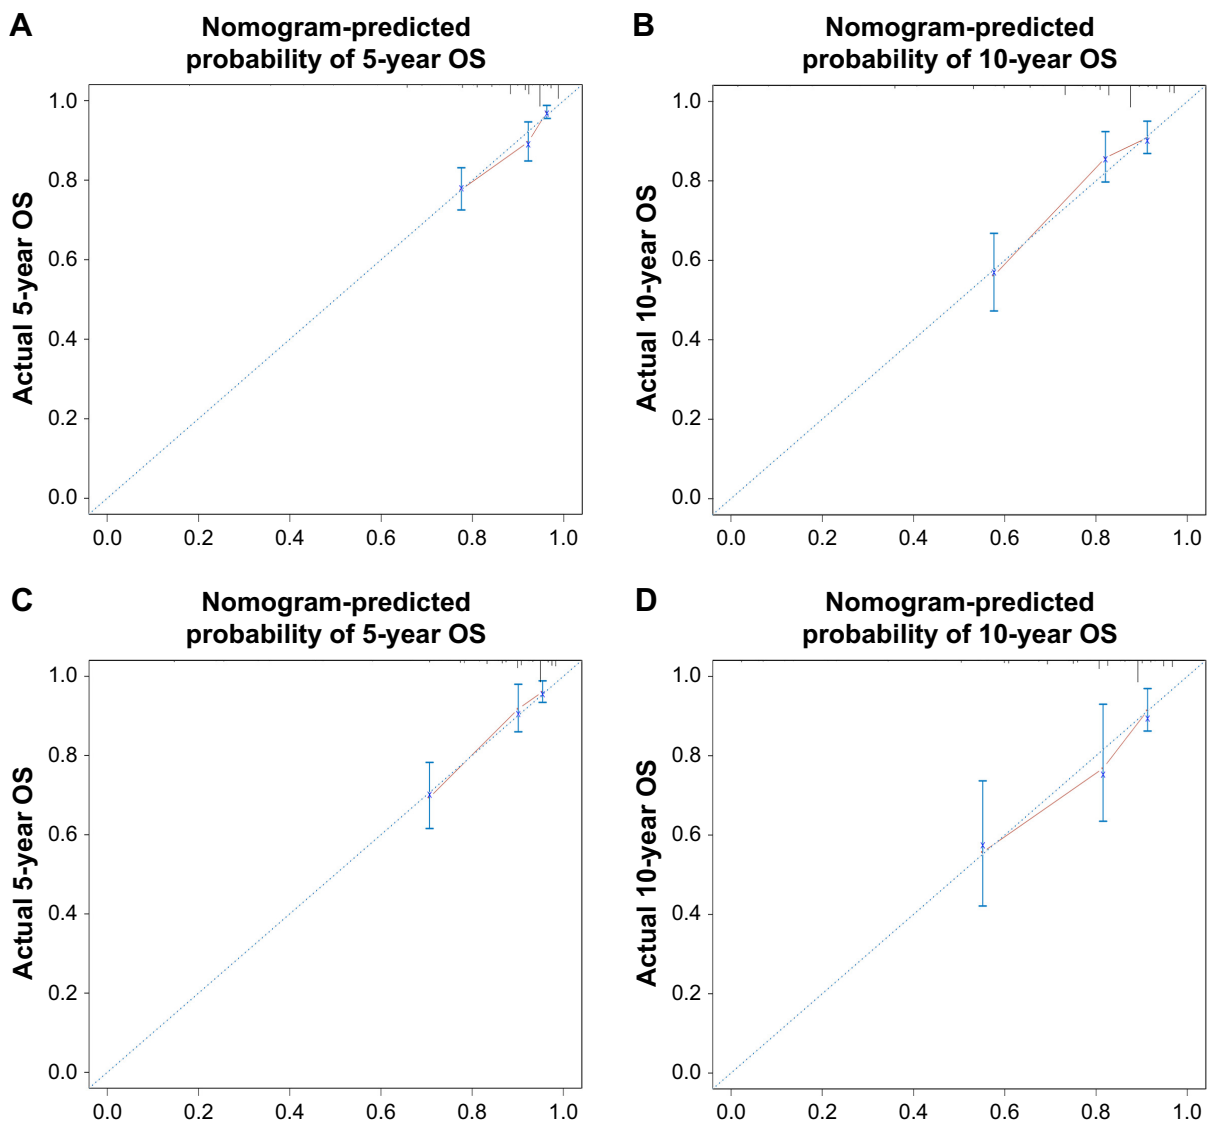 A
Nomogram-predicted
probability of 5-year OS
Actual 5-year OS
1.0
0.8
0.6
0.4
0.2
0.0
0.0 0.2 0.4 0.6 0.8 1.0
B
Nomogram-predicted
probability of 10-year OS
Actual 10-year OS
1.0
0.8
0.6
0.4
0.2
0.0
0.0 0.2 0.4 0.6 0.8 1.0
C
Nomogram-predicted
probability of 5-year OS
Actual 5-year OS
1.0
0.8
0.6
0.4
0.2
0.0
0.0 0.2 0.4 0.6 0.8 1.0
D
Nomogram-predicted
probability of 10-year OS
Actual 10-year OS
1.0
0.8
0.6
0.4
0.2
0.0
0.0 0.2 0.4 0.6 0.8 1.0